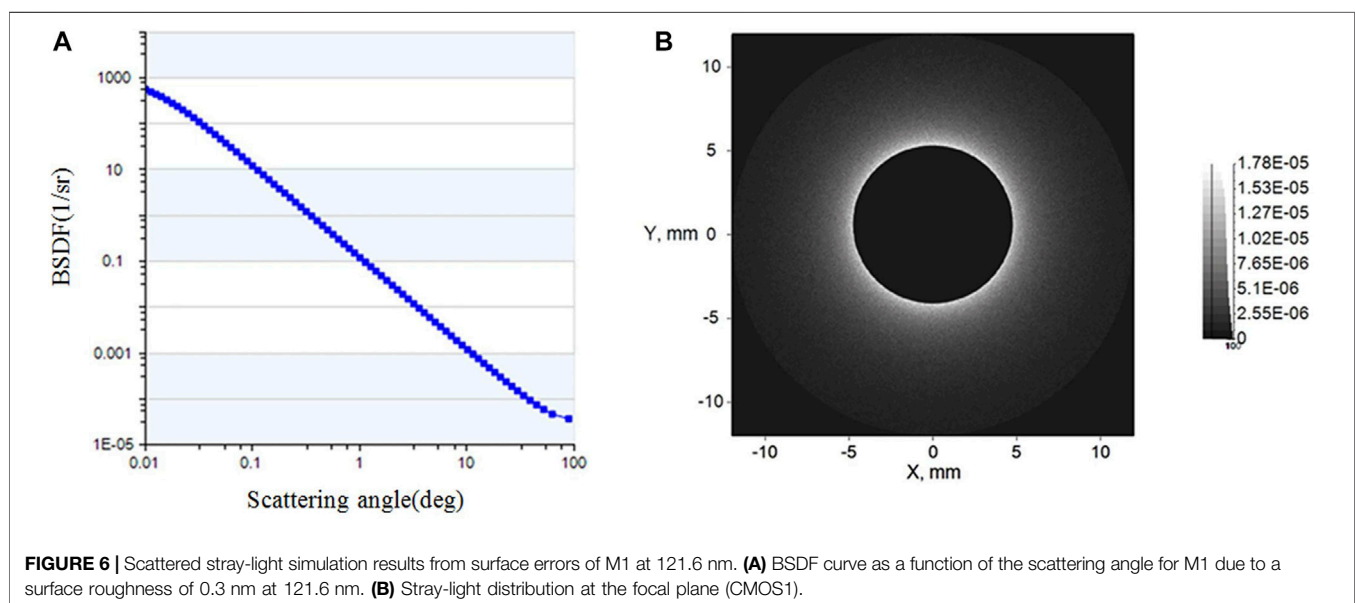 A
1000
10
0.1
0.001
1E-05
BSDF(1/sr)
0.01
0.1
1
10
100
Scattering angle(deg)
B
10
5
Y, mm 0
-5
-10
-10
-5
0
5
10
X, mm
1.78E-05
1.53E-05
1.27E-05
1.02E-05
7.65E-06
5.1E-06
2.55E-06
0
100
FIGURE 6 | Scattered stray-light simulation results from surface errors of M1 at 121.6 nm. (A) BSDF curve as a function of the scattering angle for M1 due to a
surface roughness of 0.3 nm at 121.6 nm. (B) Stray-light distribution at the focal plane (CMOS1).